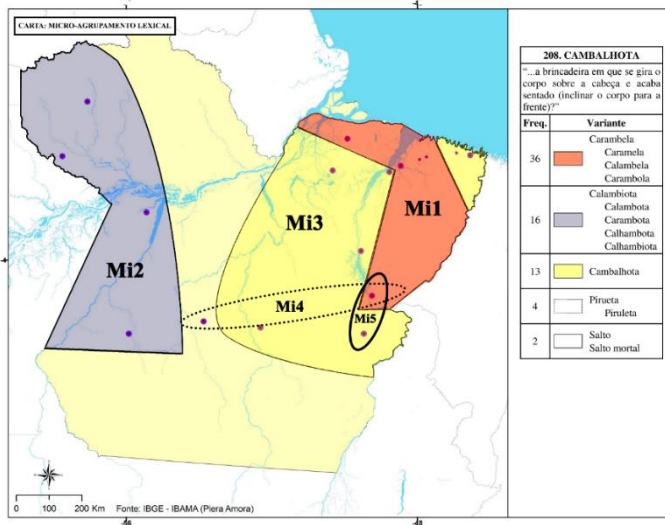 CARTA: MICRO-AGRUPAMENTO LEXICAL
Mi1
Mi2
Mi3
Mi4
Mi5
0 100 200 Km
Fonte: IBGE - IBAMA (Piera Amora)
208. CAMBALHOTA
"...a brincadeira em que se gira o
corpo sobre a cabeça e acaba
sentado (inclinar o corpo para a
frente)?"
Freq. Variante
36 Carambela
Caramela
Calambela
Carambola
16 Calambiota
Calambota
Carambota
Calhambota
Calhambiota
13 Cambalhota
4 Pirueta
Piruleta
2 Salto
Salto mortal